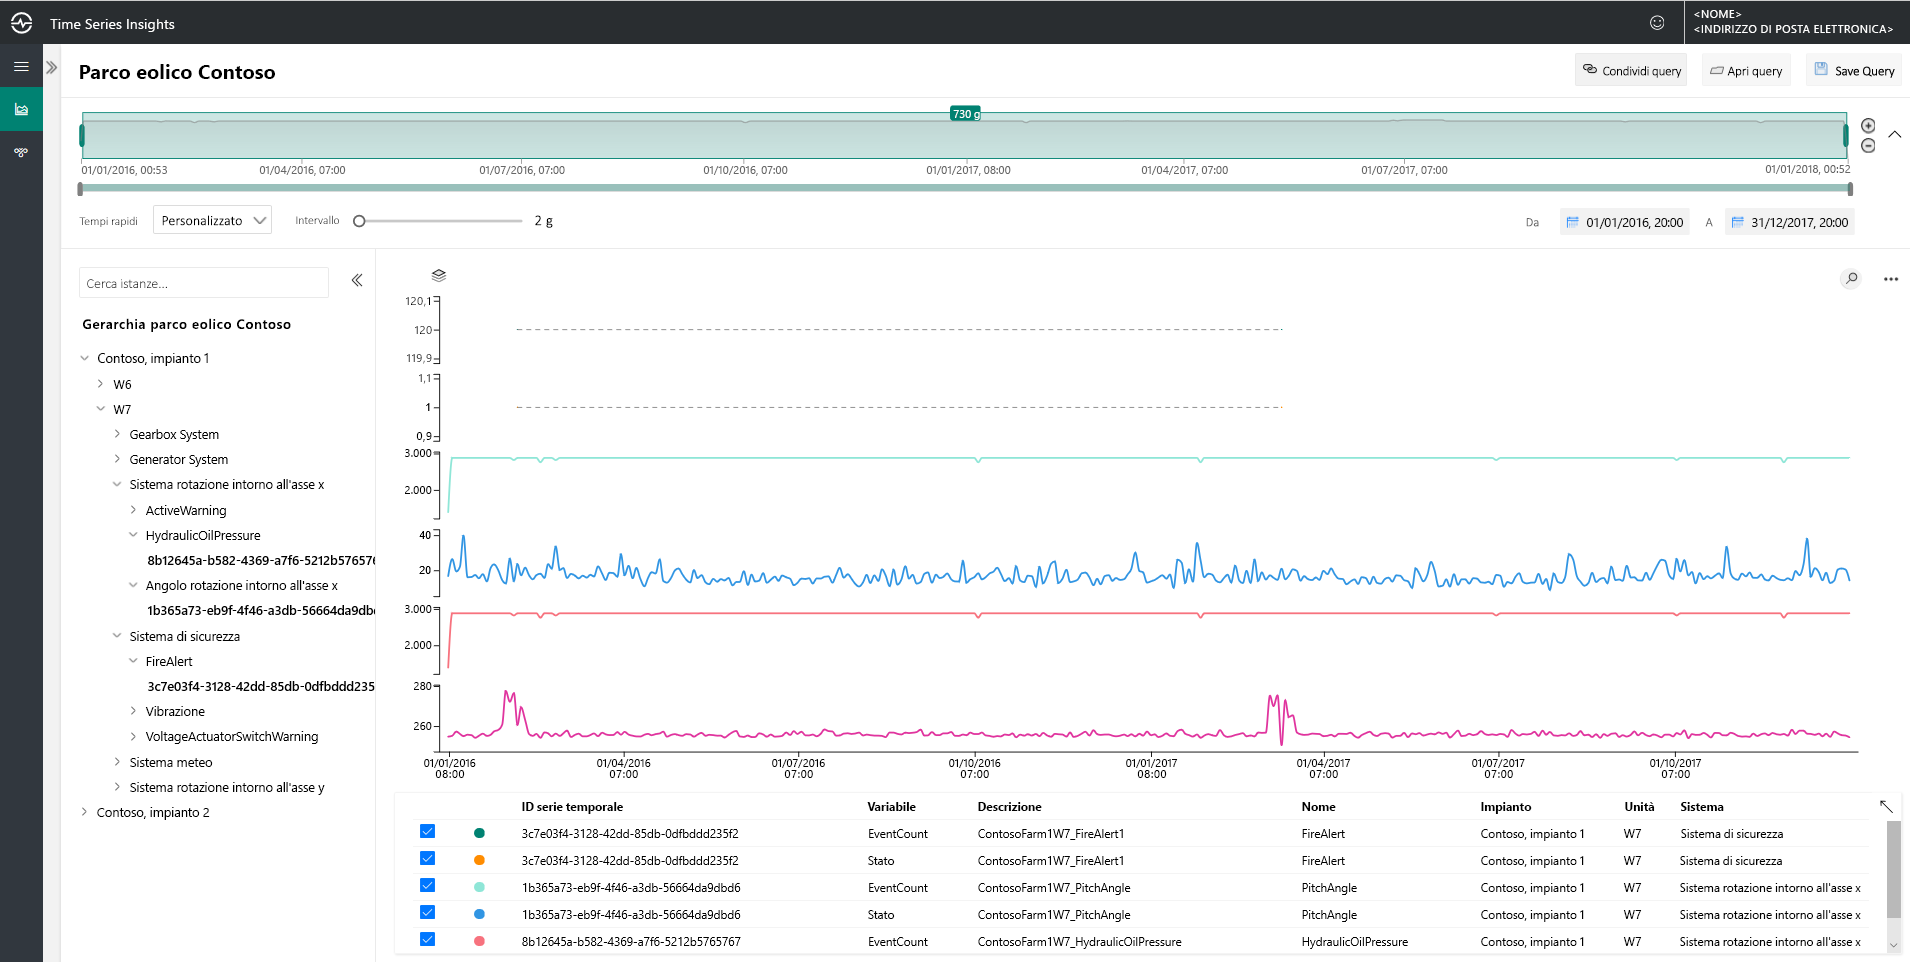 Time Series Insights
<NOME>
<INDIRIZZO DI POSTA ELETTRONICA>
Parco eolico Contoso
Condividi query
Apri query
Save Query
730 g
01/01/2016, 00:53
01/04/2016, 07:00
01/07/2016, 07:00
01/10/2016, 07:00
01/01/2017, 08:00
01/04/2017, 07:00
01/07/2017, 07:00
01/01/2018, 00:52
Tempi rapidi
Personalizzato
Intervallo
2 g
Da
01/01/2016, 20:00
A
31/12/2017, 20:00
Cerca istanze...
Gerarchia parco eolico Contoso
Contoso, impianto 1
W6
W7
Gearbox System
Generator System
Sistema rotazione intorno all'asse x
ActiveWarning
HydraulicOilPressure
8b12645a-b582-4369-a7f6-5212b576576
Angolo rotazione intorno all'asse x
1b365a73-eb9f-4f46-a3db-56664da9dbd
Sistema di sicurezza
FireAlert
3c7e03f4-3128-42dd-85db-0dfbddd235
Vibrazione
VoltageActuatorSwitchWarning
Sistema meteo
Sistema rotazione intorno all'asse y
Contoso, impianto 2
120,1
120
119,9
1,1
1
0,9
3.000
2.000
40
20
3.000
2.000
280
260
01/01/2016 08:00
01/04/2016 07:00
01/07/2016 07:00
01/10/2016 07:00
01/01/2017 08:00
01/04/2017 07:00
01/07/2017 07:00
01/10/2017 07:00
ID serie temporale Variabile Descrizione Nome Impianto Unità Sistema
3c7e03f4-3128-42dd-85db-0dfbddd235f2 EventCount ContosoFarm1W7_FireAlert1 FireAlert Contoso, impianto 1 W7 Sistema di sicurezza
3c7e03f4-3128-42dd-85db-0dfbddd235f2 Stato ContosoFarm1W7_FireAlert1 FireAlert Contoso, impianto 1 W7 Sistema di sicurezza
1b365a73-eb9f-4f46-a3db-56664da9dbd6 EventCount ContosoFarm1W7_PitchAngle PitchAngle Contoso, impianto 1 W7 Sistema rotazione intorno all'asse x
1b365a73-eb9f-4f46-a3db-56664da9dbd6 Stato ContosoFarm1W7_PitchAngle PitchAngle Contoso, impianto 1 W7 Sistema rotazione intorno all'asse x
8b12645a-b582-4369-a7f6-5212b5765767 EventCount ContosoFarm1W7_HydraulicOilPressure HydraulicOilPressure Contoso, impianto 1 W7 Sistema rotazione intorno all'asse x